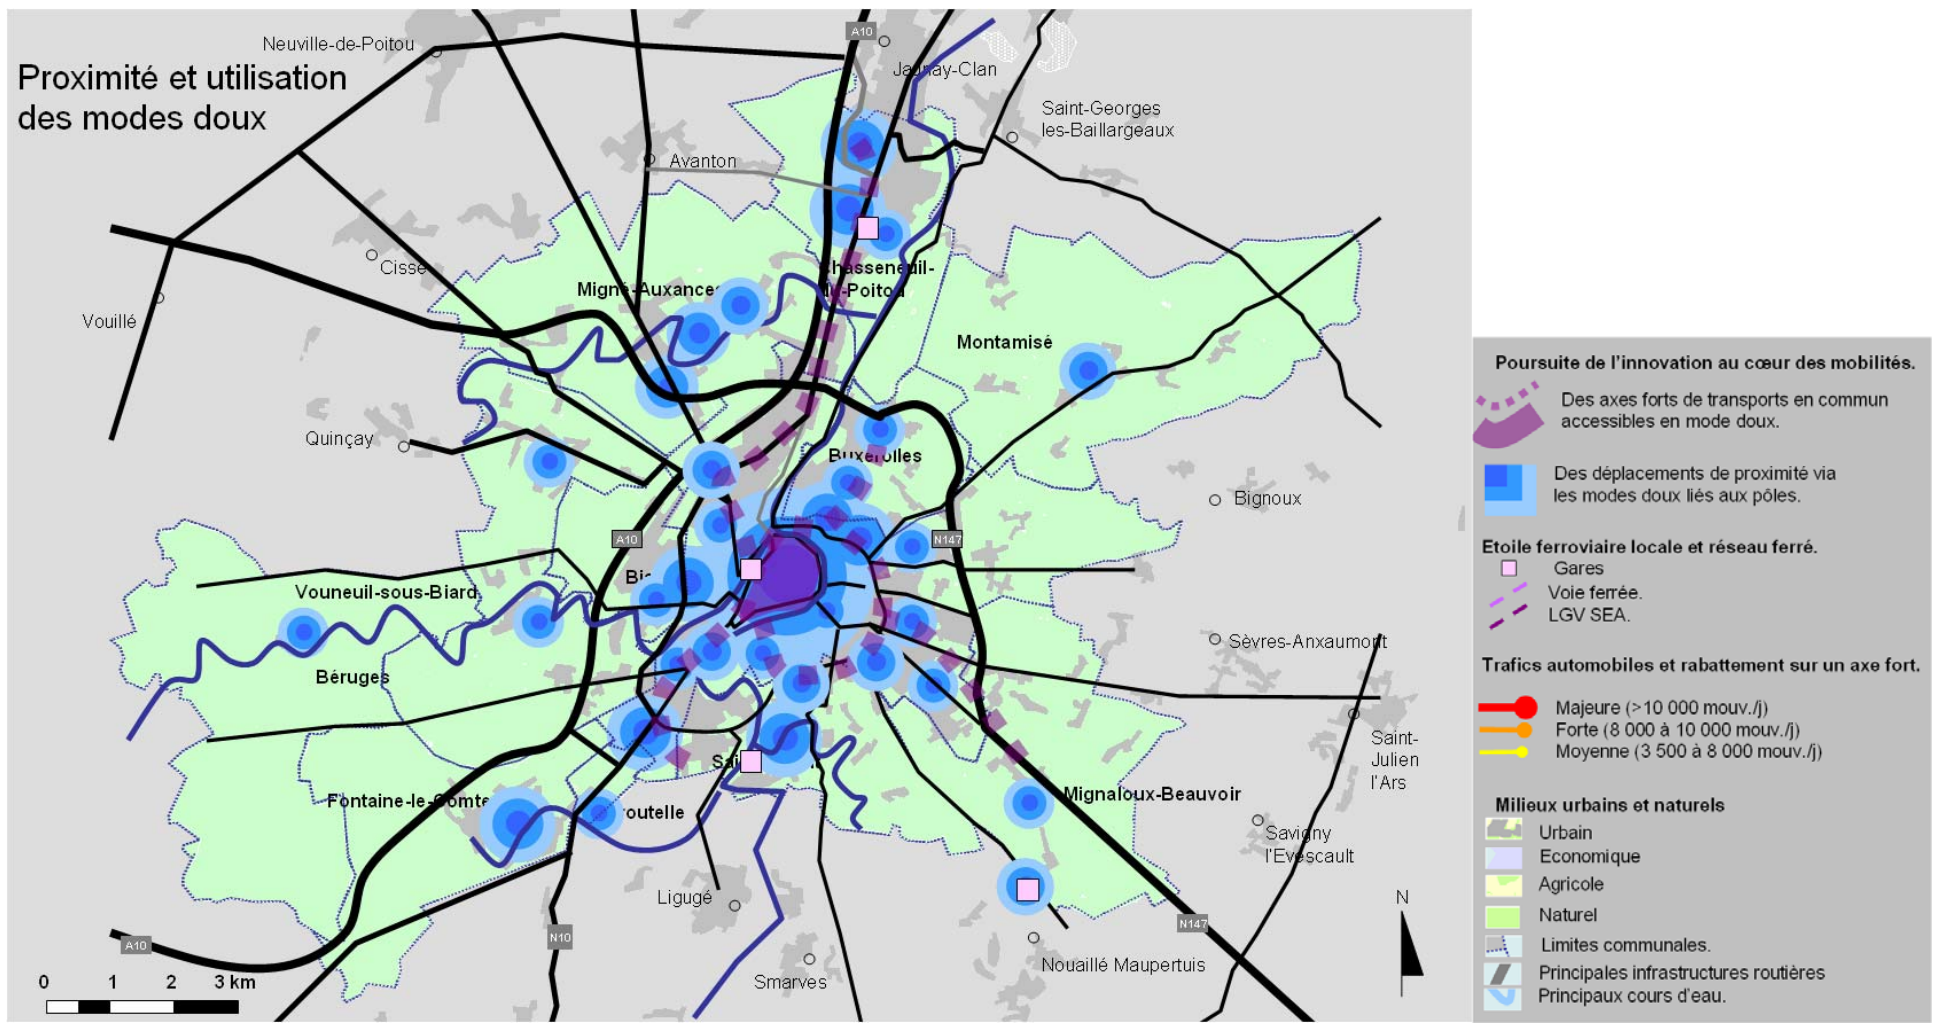 Proximité et utilisation
des modes doux
Neuville-de-Poitou
A10
Jaunay-Clan
Saint-Georges
les-Baillargeaux
Avanton
Cissé
Vouillé
Chasseneuil-
du-Poitou
Migné-Auxances
Montamisé
Quinçay
Buxerolles
Bignoux
A10
N147
Vouneuil-sous-Biard
Sèvres-Anxaumont
Béruges
Saint-
Julien
l'Ars
Fontaine-le-Comte
Mignaloux-Beauvoir
Savigny
l'Evescault
Ligugé
N147
A10
N10
Nouaillé Maupertuis
Smarves
N
0 1 2 3 km
Poursuite de l'innovation au cœur des mobilités.
Des axes forts de transports en commun
accessibles en mode doux.
Des déplacements de proximité via
les modes doux liés aux pôles.
Etoile ferroviaire locale et réseau ferré.
Gares
Voie ferrée.
LGV SEA.
Trafics automobiles et rabattement sur un axe fort.
Majeure (>10 000 mouv./j)
Forte (8 000 à 10 000 mouv./j)
Moyenne (3 500 à 8 000 mouv./j)
Milieux urbains et naturels
Urbain
Economique
Agricole
Naturel
Limites communales.
Principales infrastructures routières
Principaux cours d'eau.